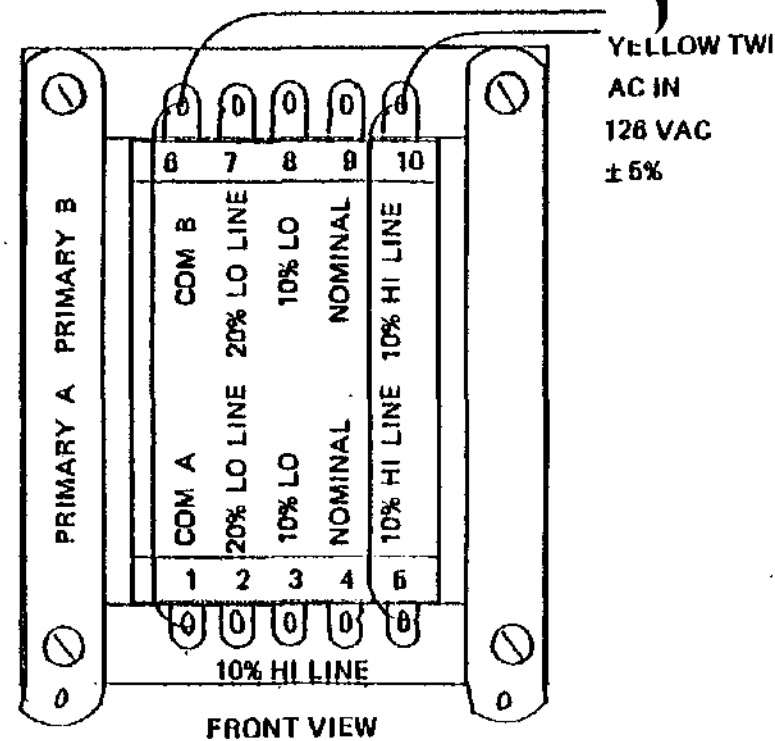 YELLOW TWI
AC IN
126 VAC
± 5%
6 7 8 9 10
PRIMARY A PRIMARY B
COM A COM B
20% LO LINE 20% LO LINE
10% LO 10% LO
NOMINAL NOMINAL
10% HI LINE 10% HI LINE
1 2 3 4 5
10% HI LINE
FRONT VIEW